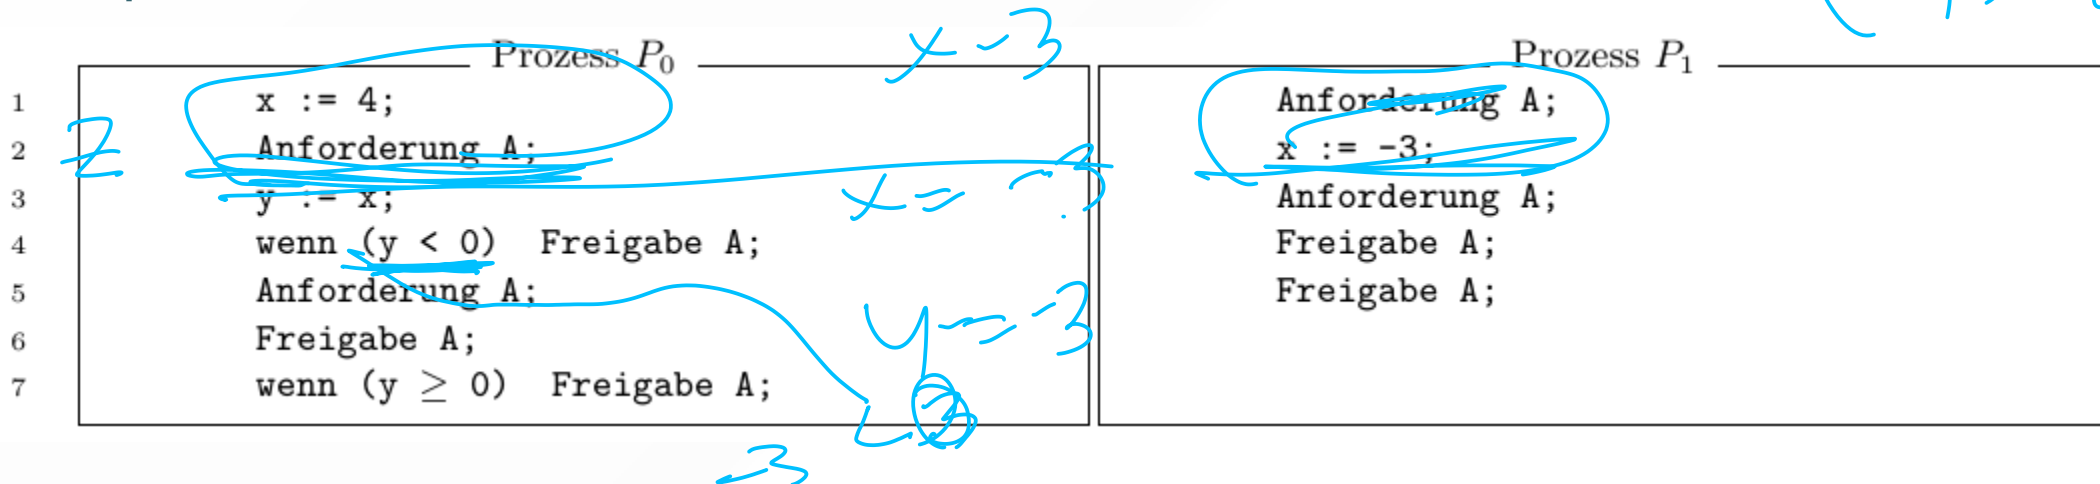 Prozess P₀
x - 3
Prozess P₁
1 x := 4; Anforderung A;
2 Anforderung A; x := -3;
2
3 y := x; Anforderung A;
x = -3
4 wenn (y < 0) Freigabe A; Freigabe A;
5 Anforderung A; Freigabe A;
y = -3
6 Freigabe A;
7 wenn (y ≥ 0) Freigabe A;
-3